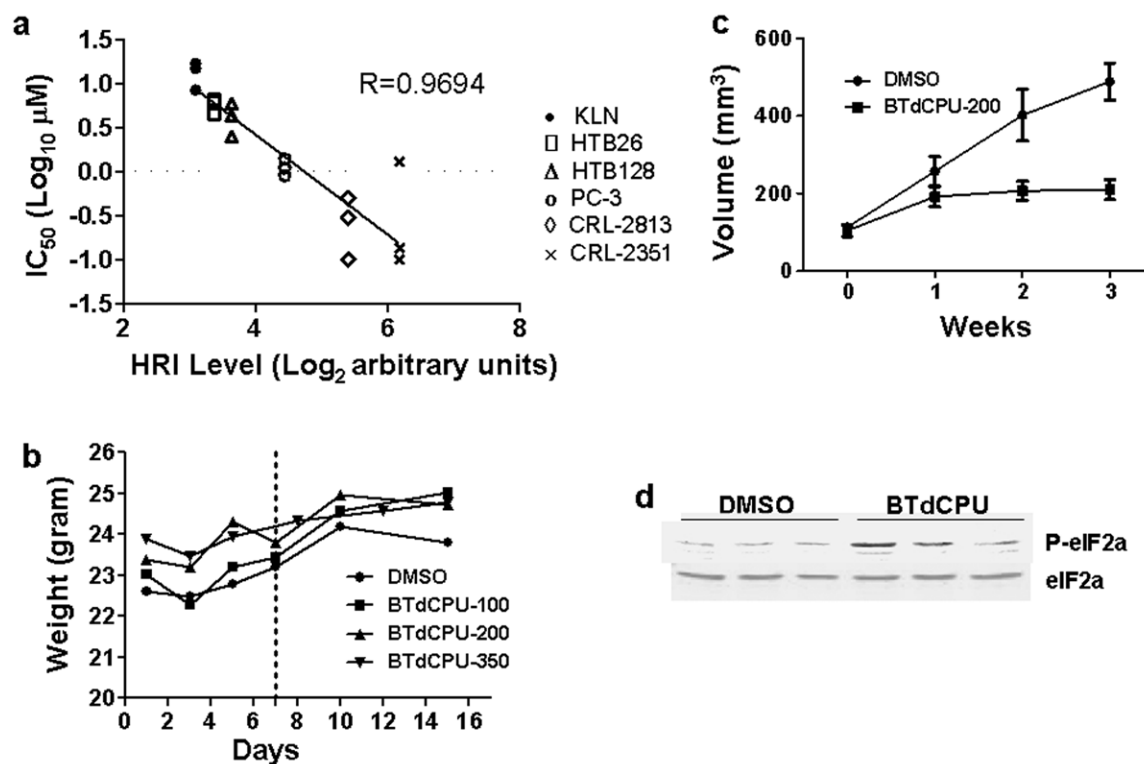 a
1.5
1.0
0.5
0.0
-0.5
-1.0
-1.5
IC50 (Log10 µM)
R=0.9694
2 4 6 8
HRI Level (Log2 arbitrary units)
KLN
HTB26
HTB128
PC-3
CRL-2813
CRL-2351
c
600
400
200
0
Volume (mm3)
DMSO
BTdCPU-200
0 1 2 3
Weeks
b
26
25
24
23
22
21
20
Weight (gram)
DMSO
BTdCPU-100
BTdCPU-200
BTdCPU-350
0 2 4 6 8 10 12 14 16
Days
d
DMSO BTdCPU
P-eIF2a
eIF2a